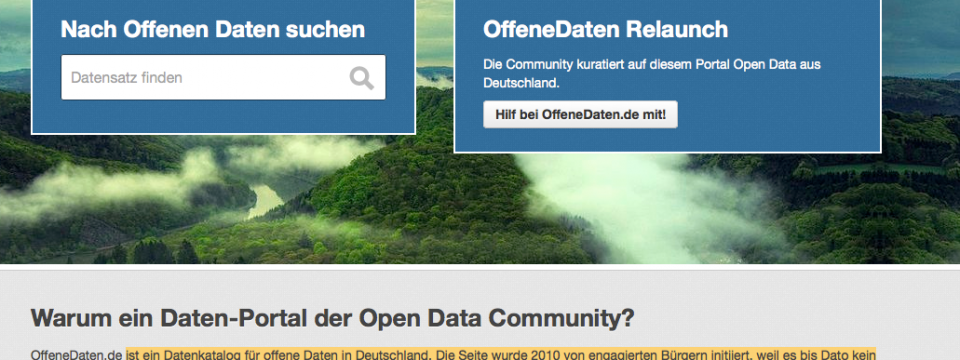 Nach Offenen Daten suchen
Datensatz finden
OffeneDaten Relaunch
Die Community kuratiert auf diesem Portal Open Data aus
Deutschland.
Hilf bei OffeneDaten.de mit!
Warum ein Daten-Portal der Open Data Community?
OffeneDaten.de ist ein Datenkatalog für offene Daten in Deutschland. Die Seite wurde 2010 von engagierten Bürgern initiiert, weil es bis Dato kein